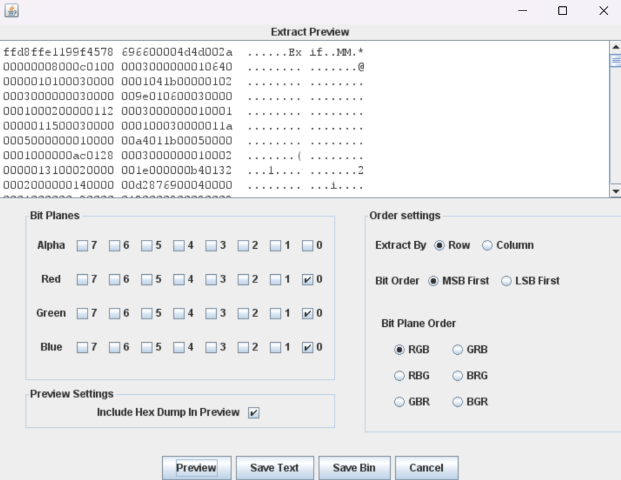 Extract Preview
ffd8ffe1199f4578 696600004d4d002a ......Ex if..MM.*
00000008000c0100 0003000000010640 ........ .......@
0000010100030000 0001041b00000102 ........ ........
0003000000030000 009e010600030000 ........ ........
0001000200000112 0003000000010001 ........ ........
0000011500030000 000100030000011a ........ ........
0005000000010000 00a4011b00050000 ........ ........
0001000000ac0128 0003000000010002 .......( ........
0000013100020000 001e000000b40132 ...1.... .......2
0002000000140000 00d2876900040000 ........ ...i....
Bit Planes
Alpha 7 6 5 4 3 2 1 0
Red 7 6 5 4 3 2 1 0
Green 7 6 5 4 3 2 1 0
Blue 7 6 5 4 3 2 1 0
Preview Settings
Include Hex Dump In Preview
Order settings
Extract By Row Column
Bit Order MSB First LSB First
Bit Plane Order
RGB GRB
RBG BRG
GBR BGR
Preview Save Text Save Bin Cancel